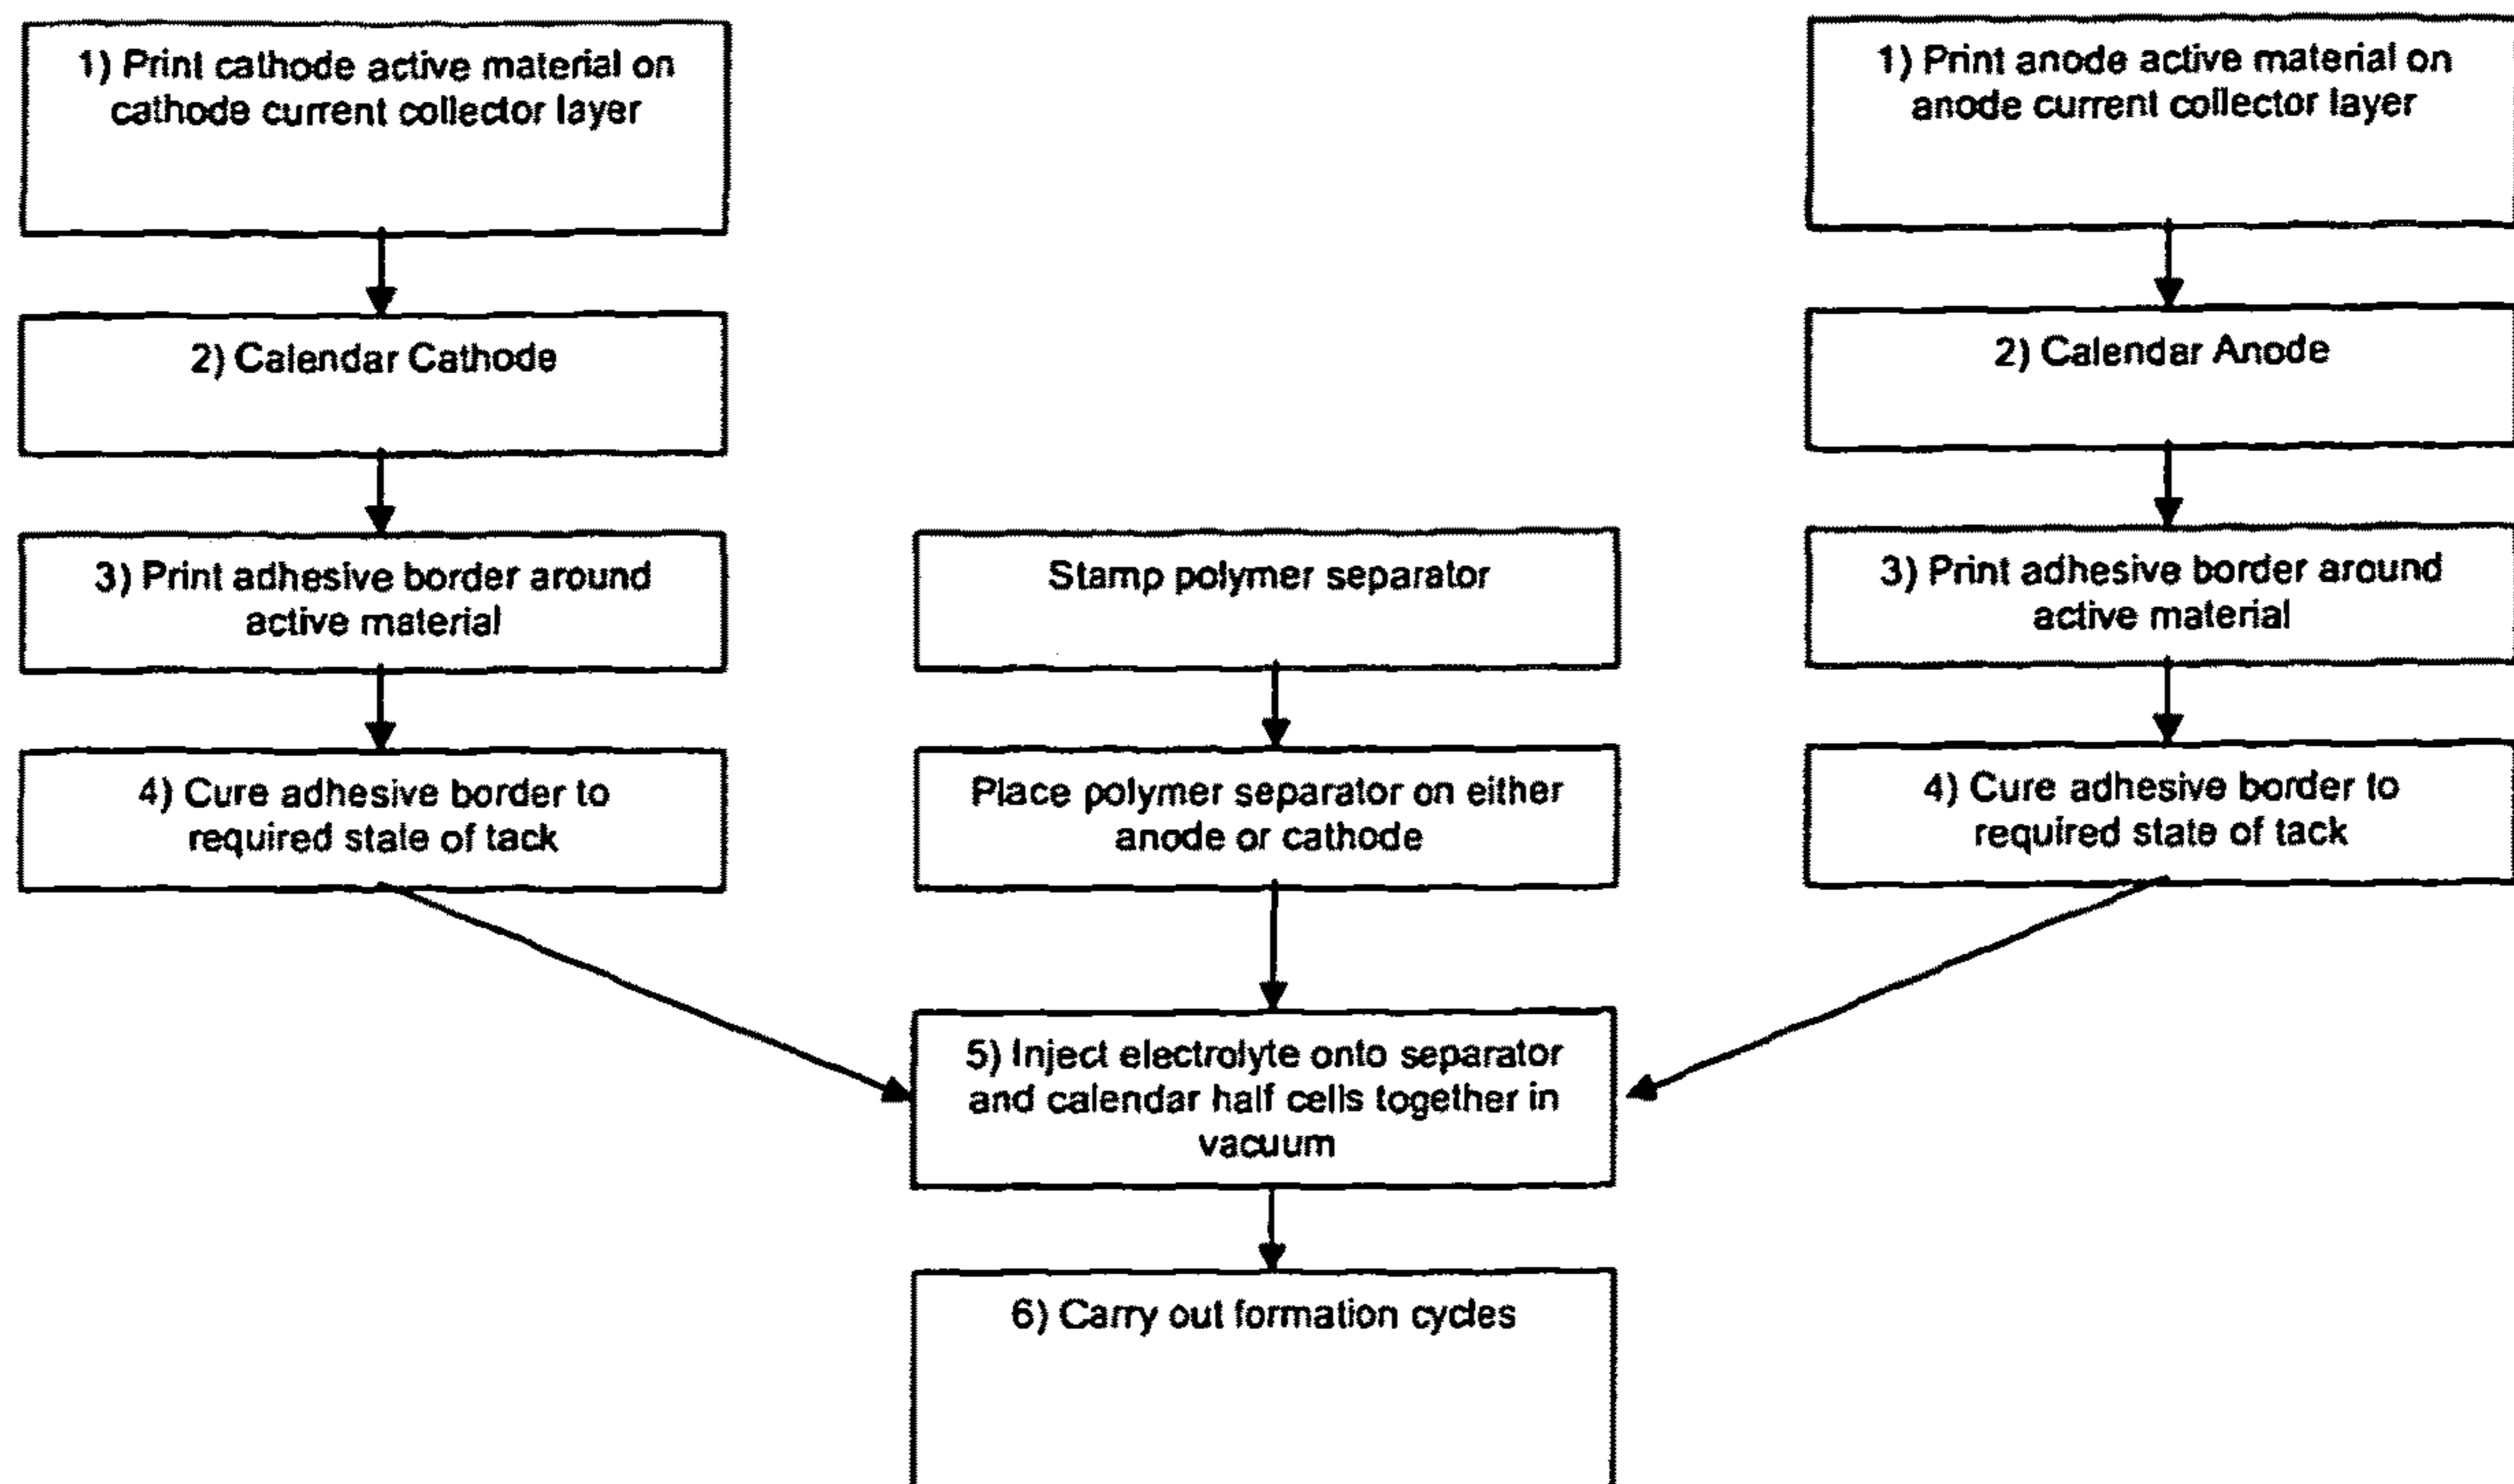 1) Print cathode active material on
cathode current collector layer
1) Print anode active material on
anode current collector layer
2) Calendar Cathode
2) Calendar Anode
3) Print adhesive border around
active material
Stamp polymer separator
3) Print adhesive border around
active material
4) Cure adhesive border to
required state of tack
Place polymer separator on either
anode or cathode
4) Cure adhesive border to
required state of tack
5) Inject electrolyte onto separator
and calendar half cells together in
vacuum
6) Carry out formation cycles